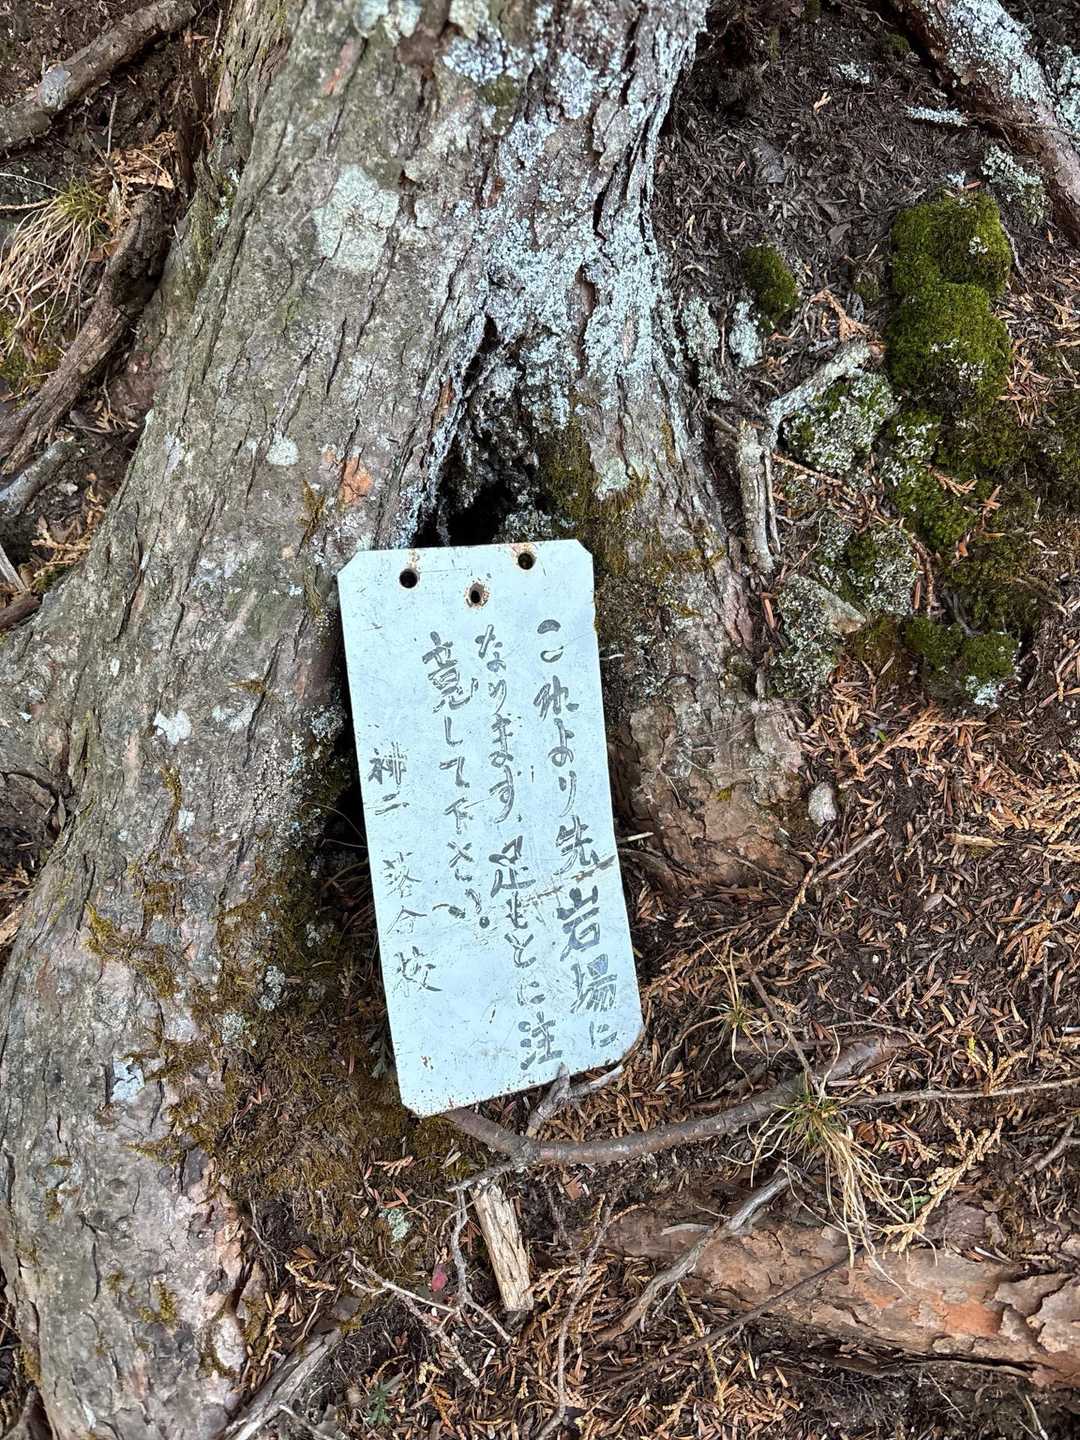 これより先岩場に
なります、足もとに注
意して下さい。
裨二 落合校